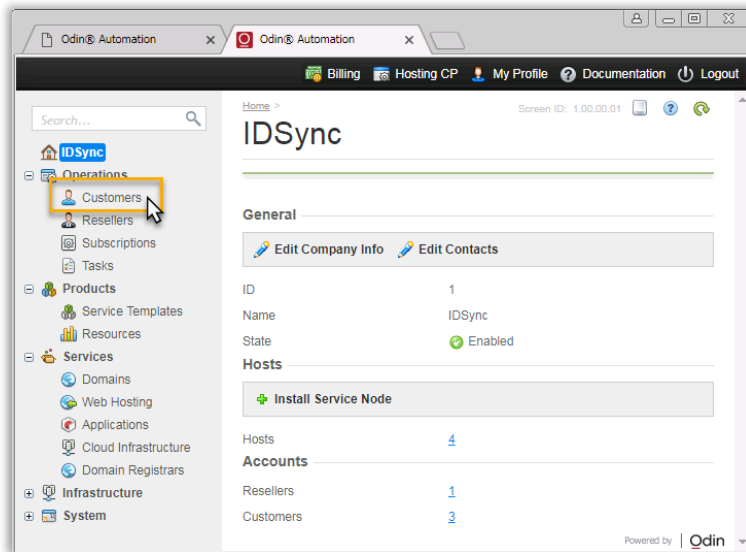 Odin® Automation
Odin® Automation
Billing Hosting CP My Profile Documentation Logout
Search...
IDSync
Operations
Customers
Resellers
Subscriptions
Tasks
Products
Service Templates
Resources
Services
Domains
Web Hosting
Applications
Cloud Infrastructure
Domain Registrars
Infrastructure
System
Home >
Screen ID: 1.00.00.01
IDSync
General
Edit Company Info Edit Contacts
ID 1
Name IDSync
State Enabled
Hosts
Install Service Node
Hosts 4
Accounts
Resellers 1
Customers 3
Powered by | Odin